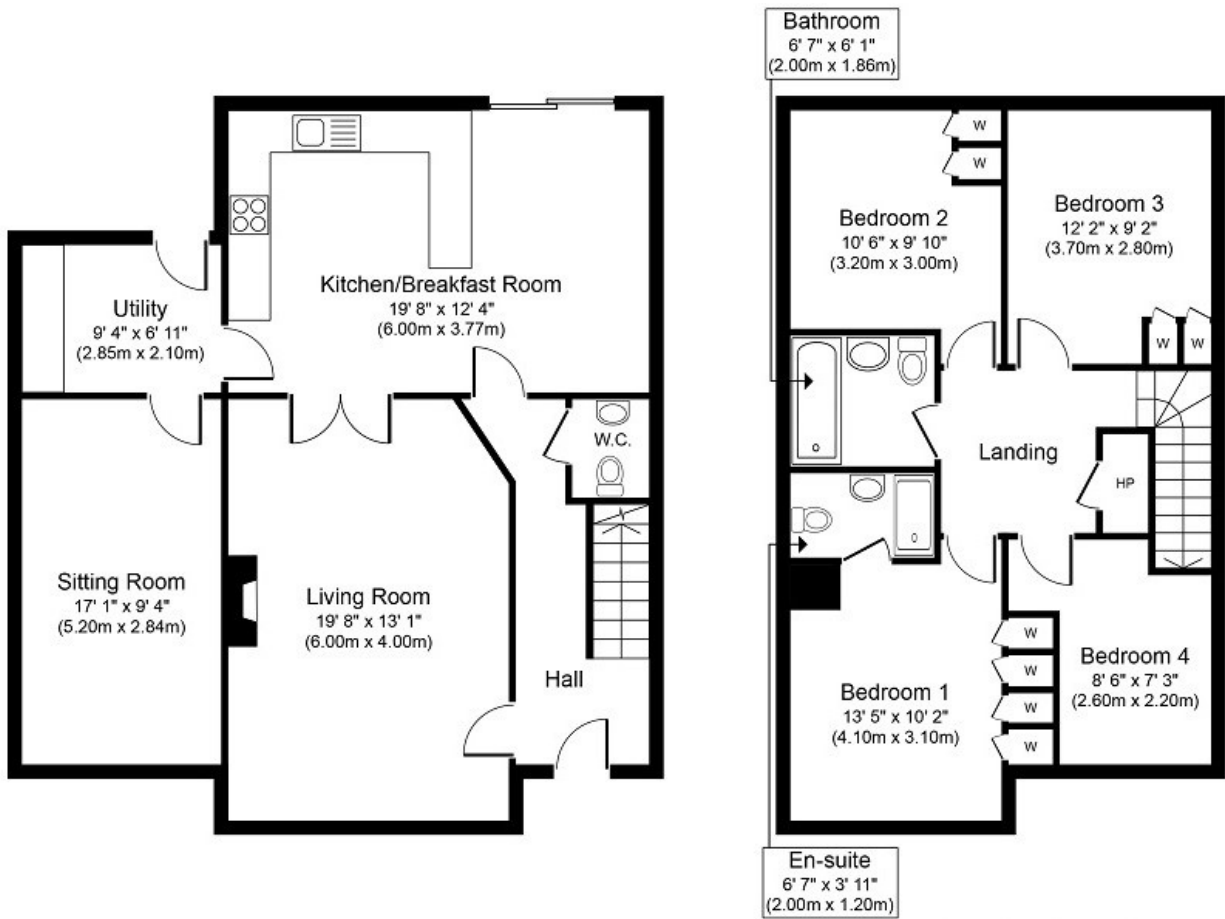 Bathroom
6' 7" x 6' 1"
(2.00m x 1.86m)
Kitchen/Breakfast Room
19' 8" x 12' 4"
(6.00m x 3.77m)
Utility
9' 4" x 6' 11"
(2.85m x 2.10m)
W.C.
Sitting Room
17' 1" x 9' 4"
(5.20m x 2.84m)
Living Room
19' 8" x 13' 1"
(6.00m x 4.00m)
Hall
W
W
Bedroom 2
10' 6" x 9' 10"
(3.20m x 3.00m)
Bedroom 3
12' 2" x 9' 2"
(3.70m x 2.80m)
W
W
Landing
HP
W
W
W
W
Bedroom 1
13' 5" x 10' 2"
(4.10m x 3.10m)
Bedroom 4
8' 6" x 7' 3"
(2.60m x 2.20m)
En-suite
6' 7" x 3' 11"
(2.00m x 1.20m)